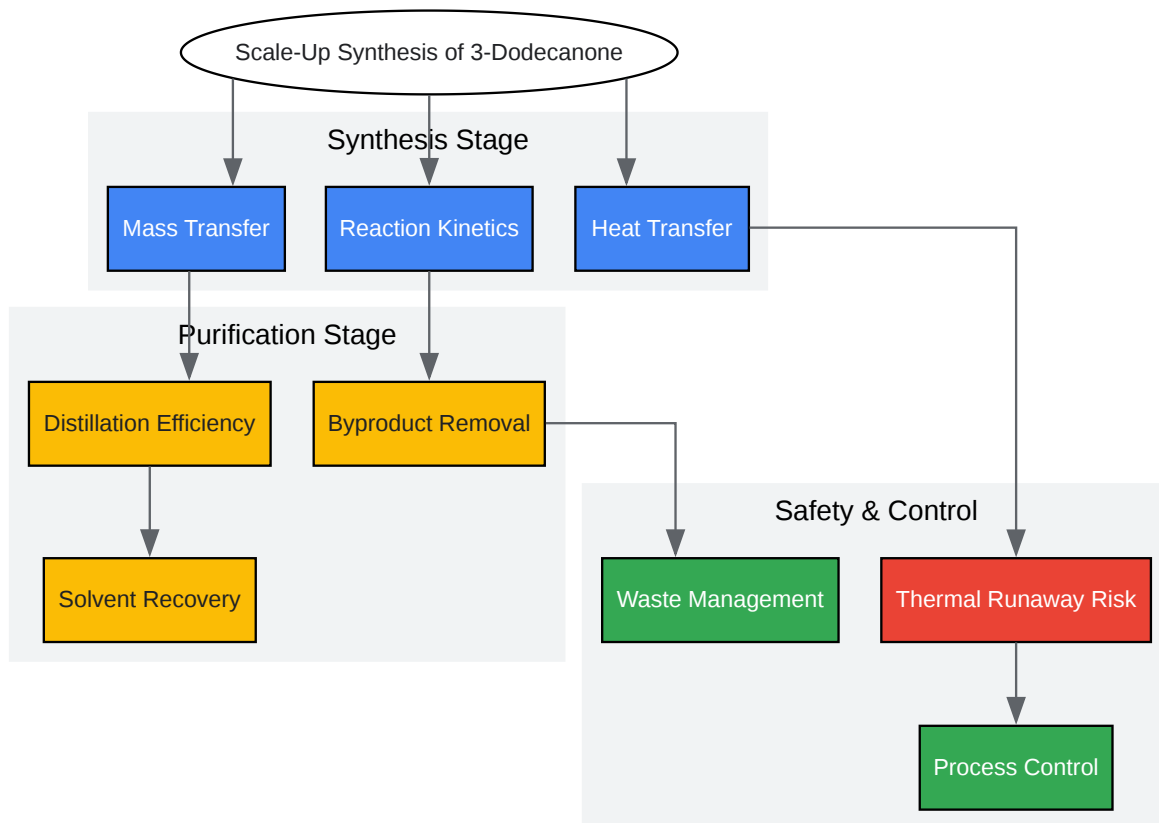 Scale-Up Synthesis of 3-Dodecanone
Synthesis Stage
Mass Transfer
Reaction Kinetics
Heat Transfer
Purification Stage
Distillation Efficiency
Byproduct Removal
Safety & Control
Solvent Recovery
Waste Management
Thermal Runaway Risk
Process Control